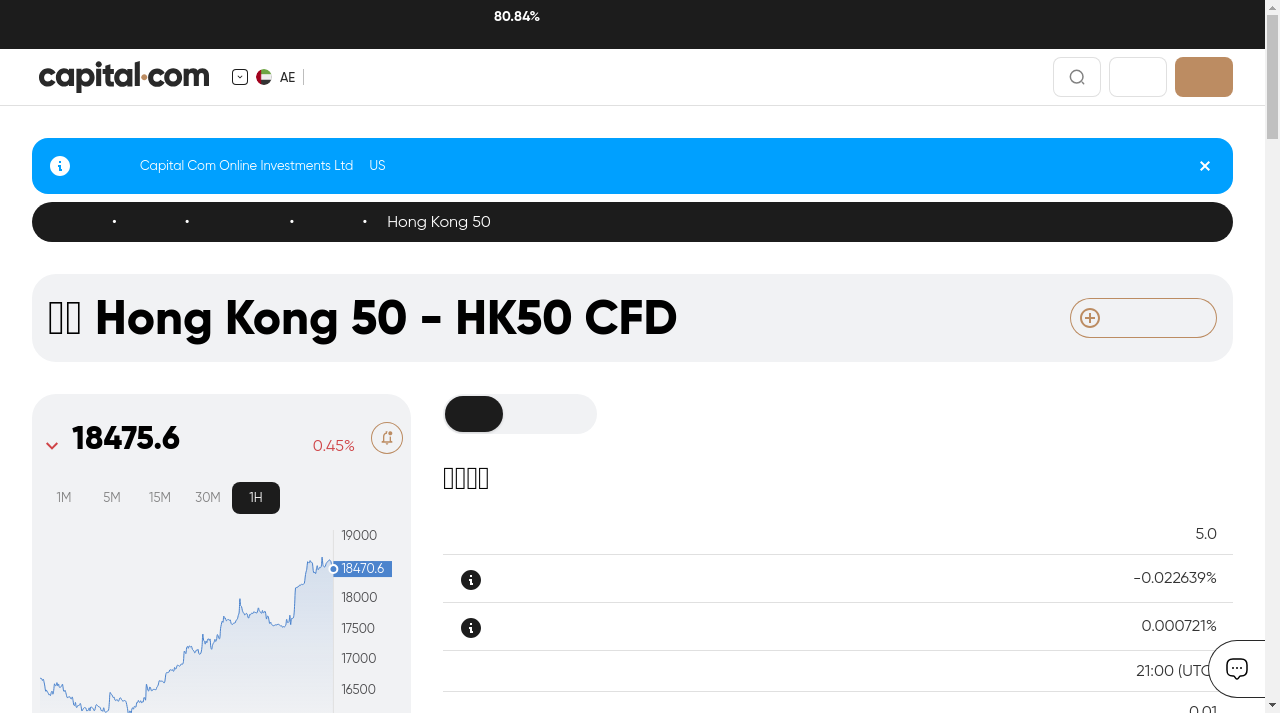 80.84%
capital.com
AE
Capital Com Online Investments Ltd US
Hong Kong 50
Hong Kong 50 - HK50 CFD
18475.6
0.45%
1M 5M 15M 30M 1H
19000
18470.6
18000
17500
17000
16500
5.0
-0.022639%
0.000721%
21:00 (UTC
0.01